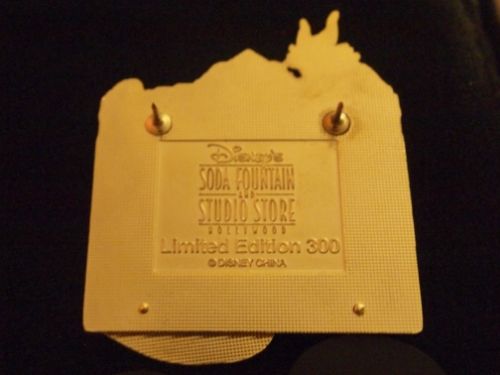 Disney's
SODA FOUNTAIN
AND
STUDIO STORE
HOLLYWOOD
Limited Edition 300
© DISNEY CHINA